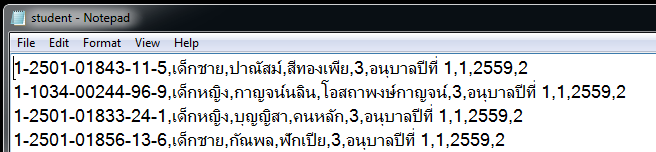 student - Notepad
File Edit Format View Help
1-2501-01843-11-5,เด็กชาย,ปาณัสม์,สีทองเพีย,3,อนุบาลปีที่ 1,1,2559,2
1-1034-00244-96-9,เด็กหญิง,กาญจน์นลิน,โอสถาพงษ์กาญจน์,3,อนุบาลปีที่ 1,1,2559,2
1-2501-01833-24-1,เด็กหญิง,บุญญิสา,คนหลัก,3,อนุบาลปีที่ 1,1,2559,2
1-2501-01856-13-6,เด็กชาย,กัณพล,ฟักเปีย,3,อนุบาลปีที่ 1,1,2559,2